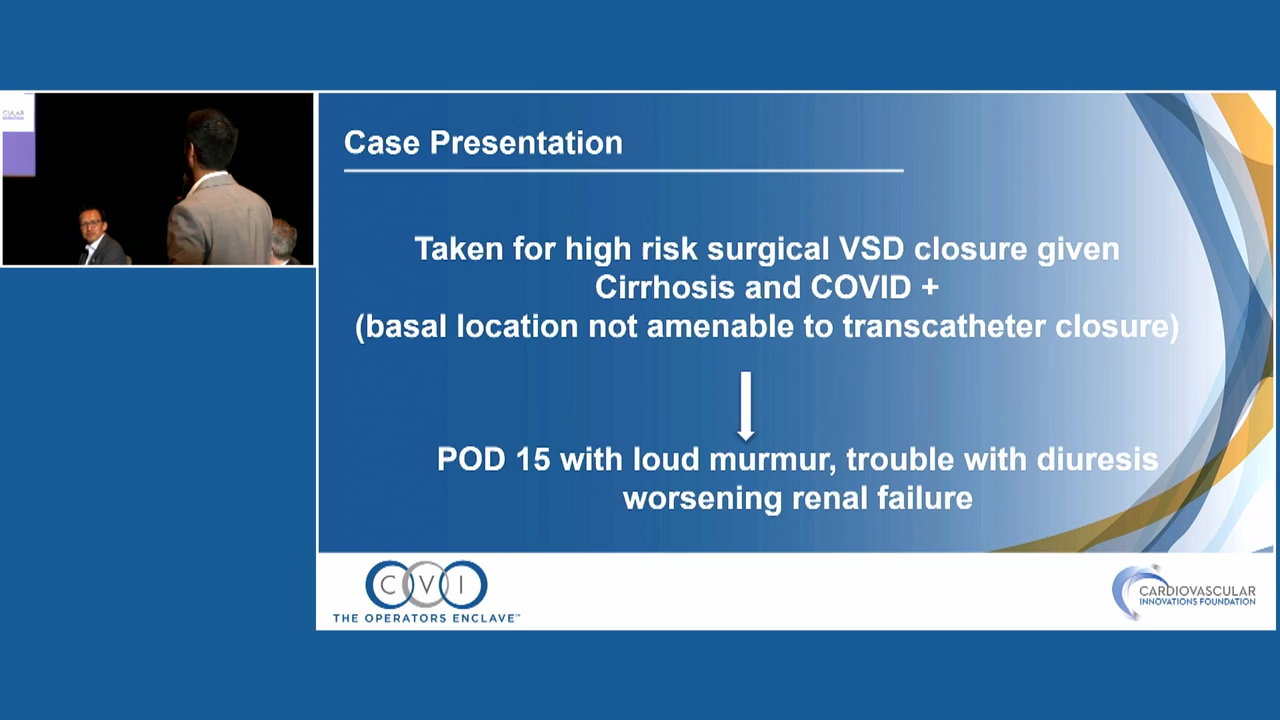 CULAR
Case Presentation
Taken for high risk surgical VSD closure given
Cirrhosis and COVID +
(basal location not amenable to transcatheter closure)
POD 15 with loud murmur, trouble with diuresis
worsening renal failure
CVI
THE OPERATORS ENCLAVE™
CARDIOVASCULAR
INNOVATIONS FOUNDATION